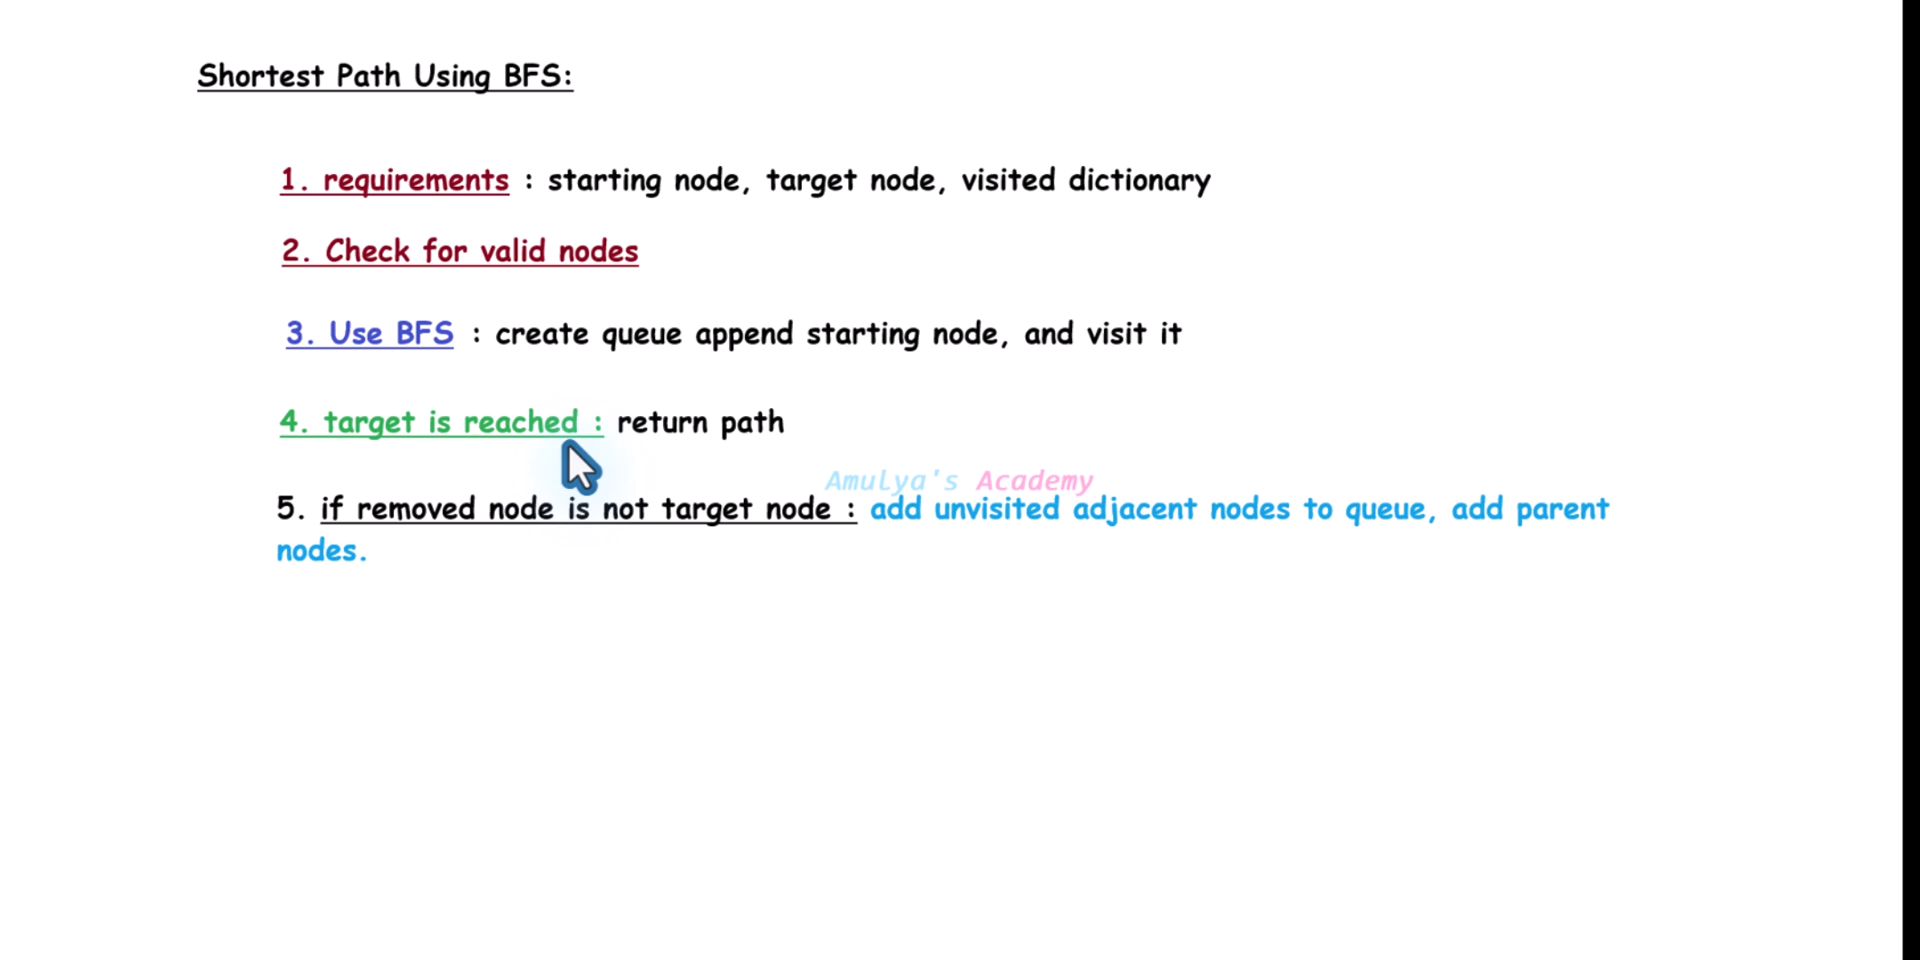 Shortest Path Using BFS:
1. requirements : starting node, target node, visited dictionary
2. Check for valid nodes
3. Use BFS : create queue append starting node, and visit it
4. target is reached : return path
Amulya's Academy
5. if removed node is not target node : add unvisited adjacent nodes to queue, add parent
nodes.